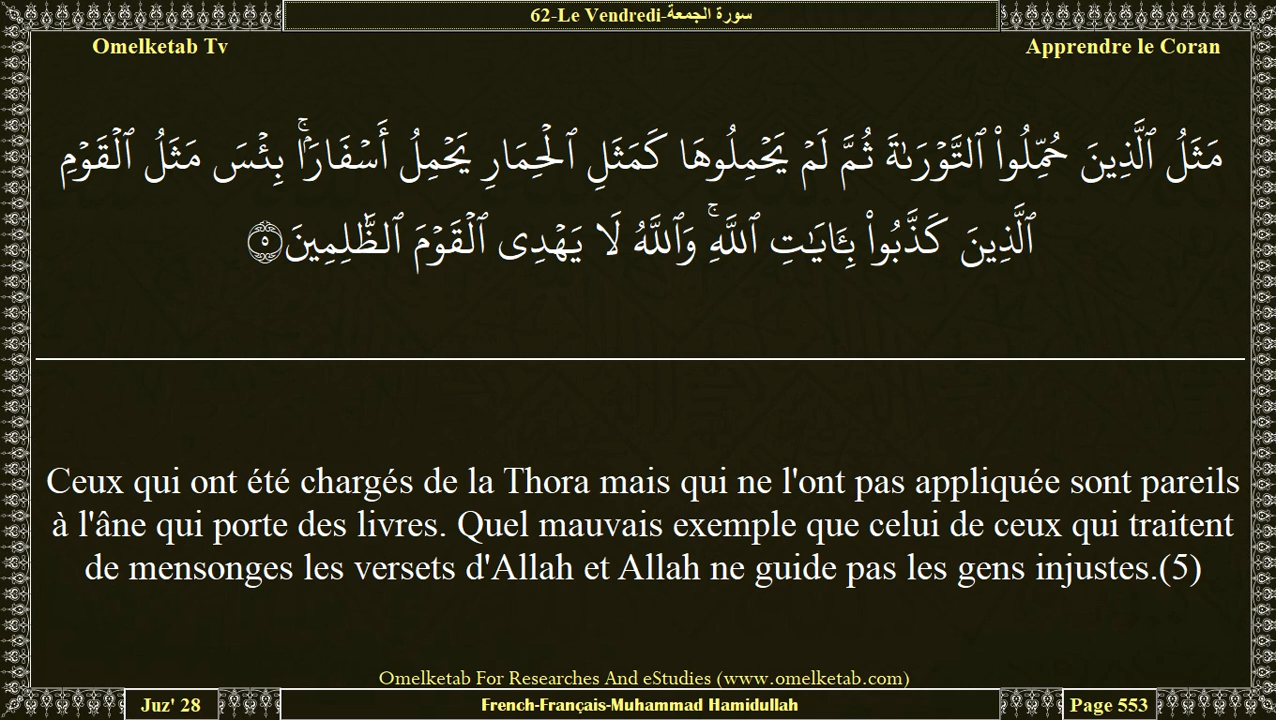 62-Le Vendredi-سورة الجمعة
Omelketab Tv
Apprendre le Coran
مَثَلُ ٱلَّذِينَ حُمِّلُوا۟ ٱلتَّوْرَىٰةَ ثُمَّ لَمْ يَحْمِلُوهَا كَمَثَلِ ٱلْحِمَارِ يَحْمِلُ أَسْفَارًۢا ۚ بِئْسَ مَثَلُ ٱلْقَوْمِ
ٱلَّذِينَ كَذَّبُوا۟ بِـَٔايَـٰتِ ٱللَّهِ ۚ وَٱللَّهُ لَا يَهْدِى ٱلْقَوْمَ ٱلظَّـٰلِمِينَ ٥
Ceux qui ont été chargés de la Thora mais qui ne l'ont pas appliquée sont pareils
à l'âne qui porte des livres. Quel mauvais exemple que celui de ceux qui traitent
de mensonges les versets d'Allah et Allah ne guide pas les gens injustes.(5)
Omelketab For Researches And eStudies (www.omelketab.com)
Juz' 28
French-Français-Muhammad Hamidullah
Page 553